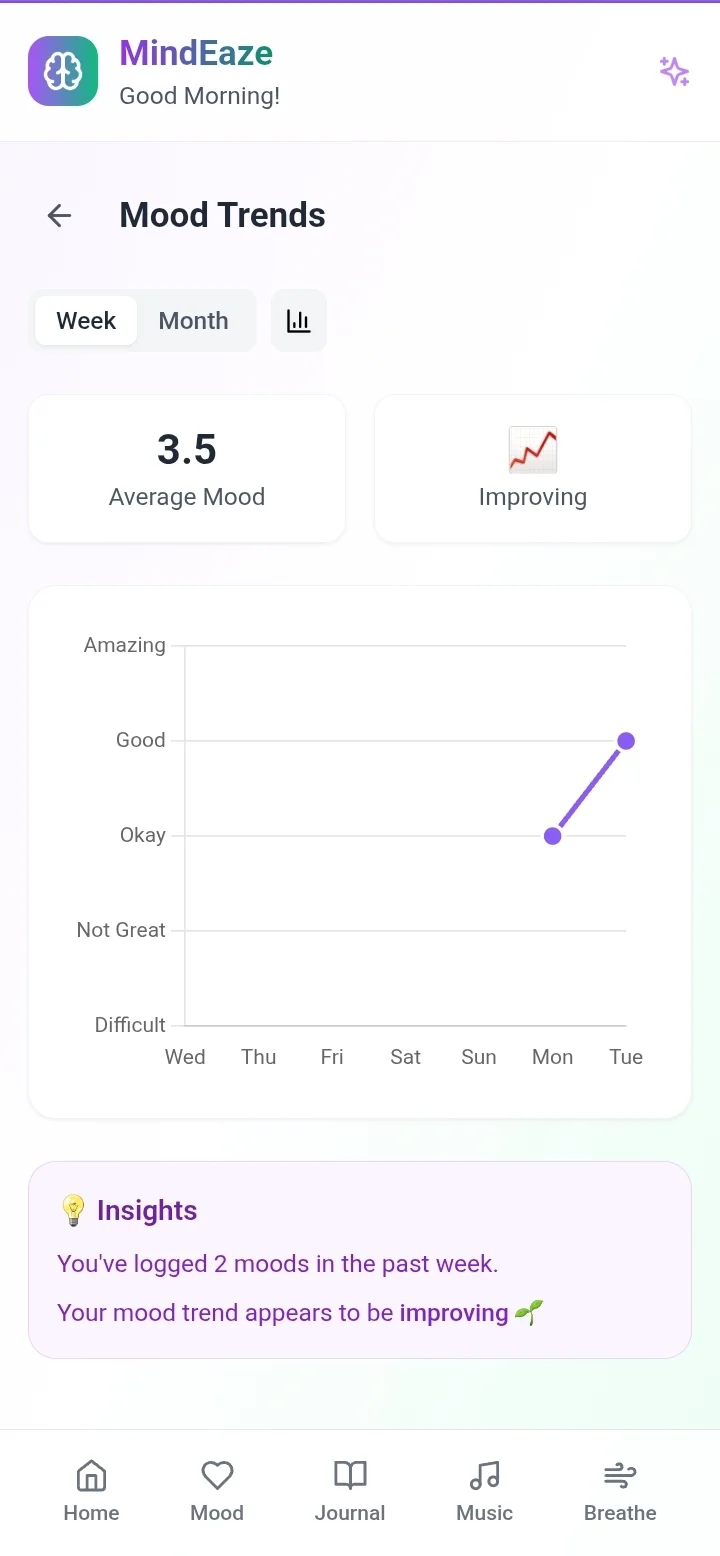 MindEaze
Good Morning!
Mood Trends
Week Month
3.5
Average Mood
Improving
Amazing
Good
Okay
Not Great
Difficult
Wed Thu Fri Sat Sun Mon Tue
💡 Insights
You've logged 2 moods in the past week.
Your mood trend appears to be improving 🌱
Home Mood Journal Music Breathe